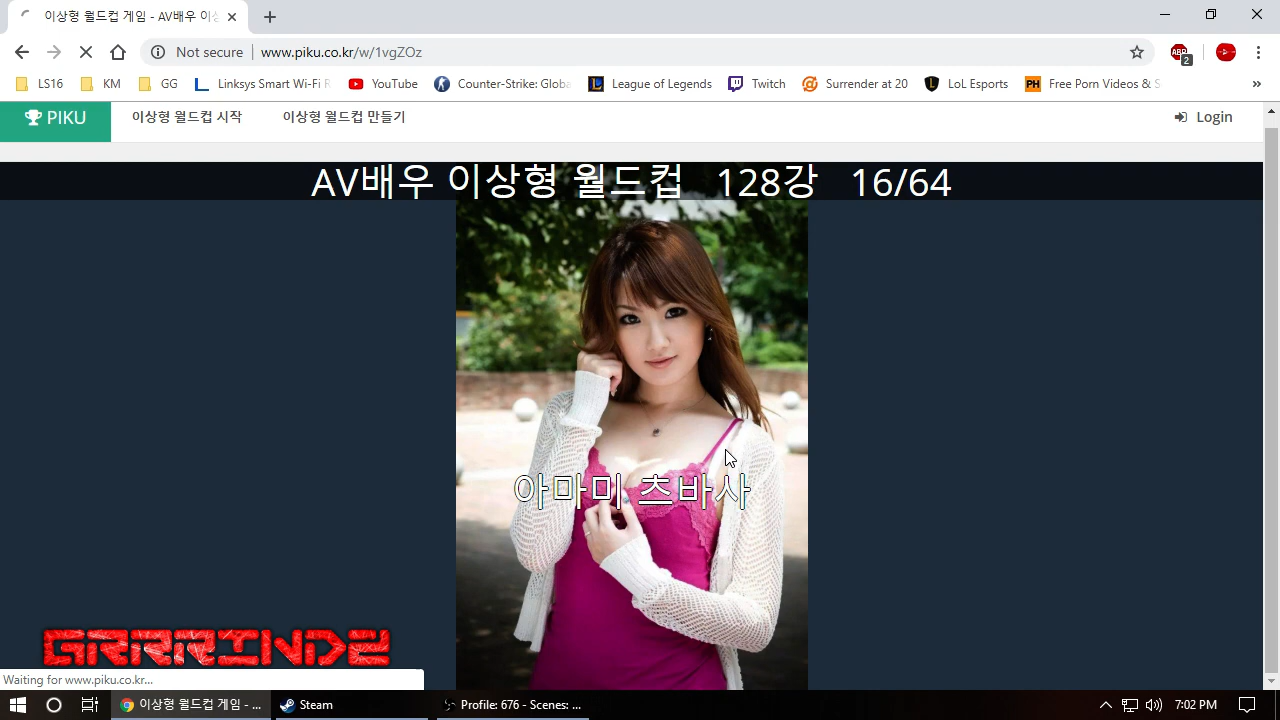 이상형 월드컵 게임 - AV배우 이상
Not secure
www.piku.co.kr/w/1vgZOz
ABP
2
LS16
KM
GG
Linksys Smart Wi-Fi R
YouTube
Counter-Strike: Globa
League of Legends
Twitch
Surrender at 20
LoL Esports
PH
Free Porn Videos & S
»
PIKU
이상형 월드컵 시작
이상형 월드컵 만들기
Login
AV배우 이상형 월드컵 128강 16/64
아마미 츠바사
GRRRINDZ
Waiting for www.piku.co.kr...
이상형 월드컵 게임 - ...
Steam
Profile: 676 - Scenes: ...
7:02 PM